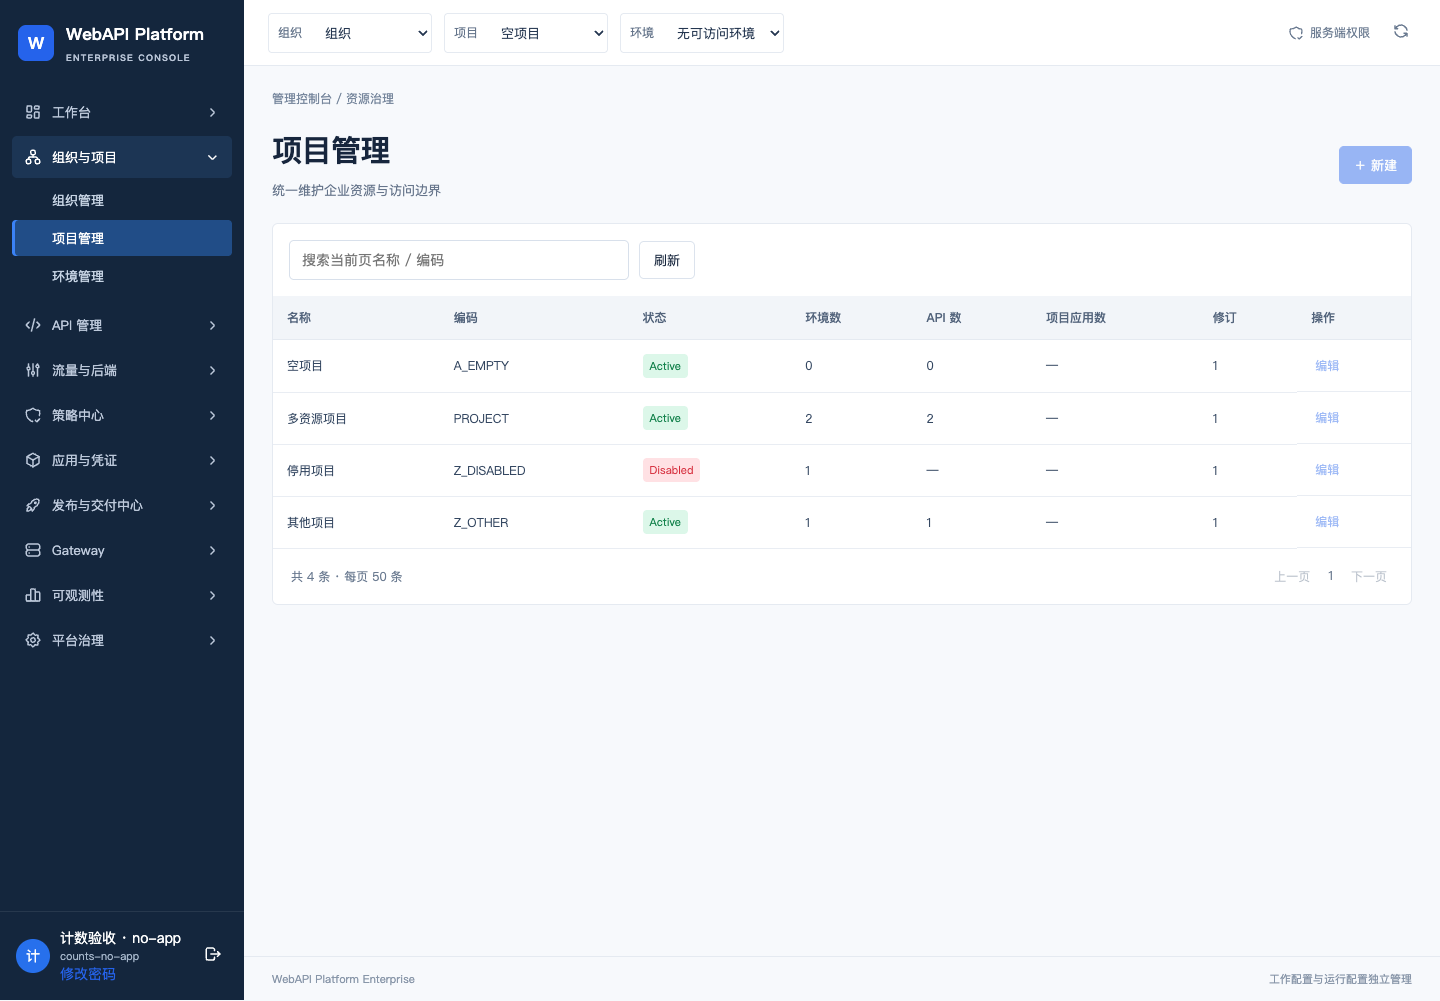 W
WebAPI Platform
ENTERPRISE CONSOLE
工作台
组织与项目
组织管理
项目管理
环境管理
API 管理
流量与后端
策略中心
应用与凭证
发布与交付中心
Gateway
可观测性
平台治理
计
计数验收 · no-app
counts-no-app
修改密码
组织 组织 项目 空项目 环境 无可访问环境 服务端权限
管理控制台 / 资源治理
项目管理
+ 新建
统一维护企业资源与访问边界
搜索当前页名称 / 编码 刷新
名称 编码 状态 环境数 API 数 项目应用数 修订 操作
空项目 A_EMPTY Active 0 0 — 1 编辑
多资源项目 PROJECT Active 2 2 — 1 编辑
停用项目 Z_DISABLED Disabled 1 — — 1 编辑
其他项目 Z_OTHER Active 1 1 — 1 编辑
共 4 条 · 每页 50 条 上一页 1 下一页
WebAPI Platform Enterprise 工作配置与运行配置独立管理